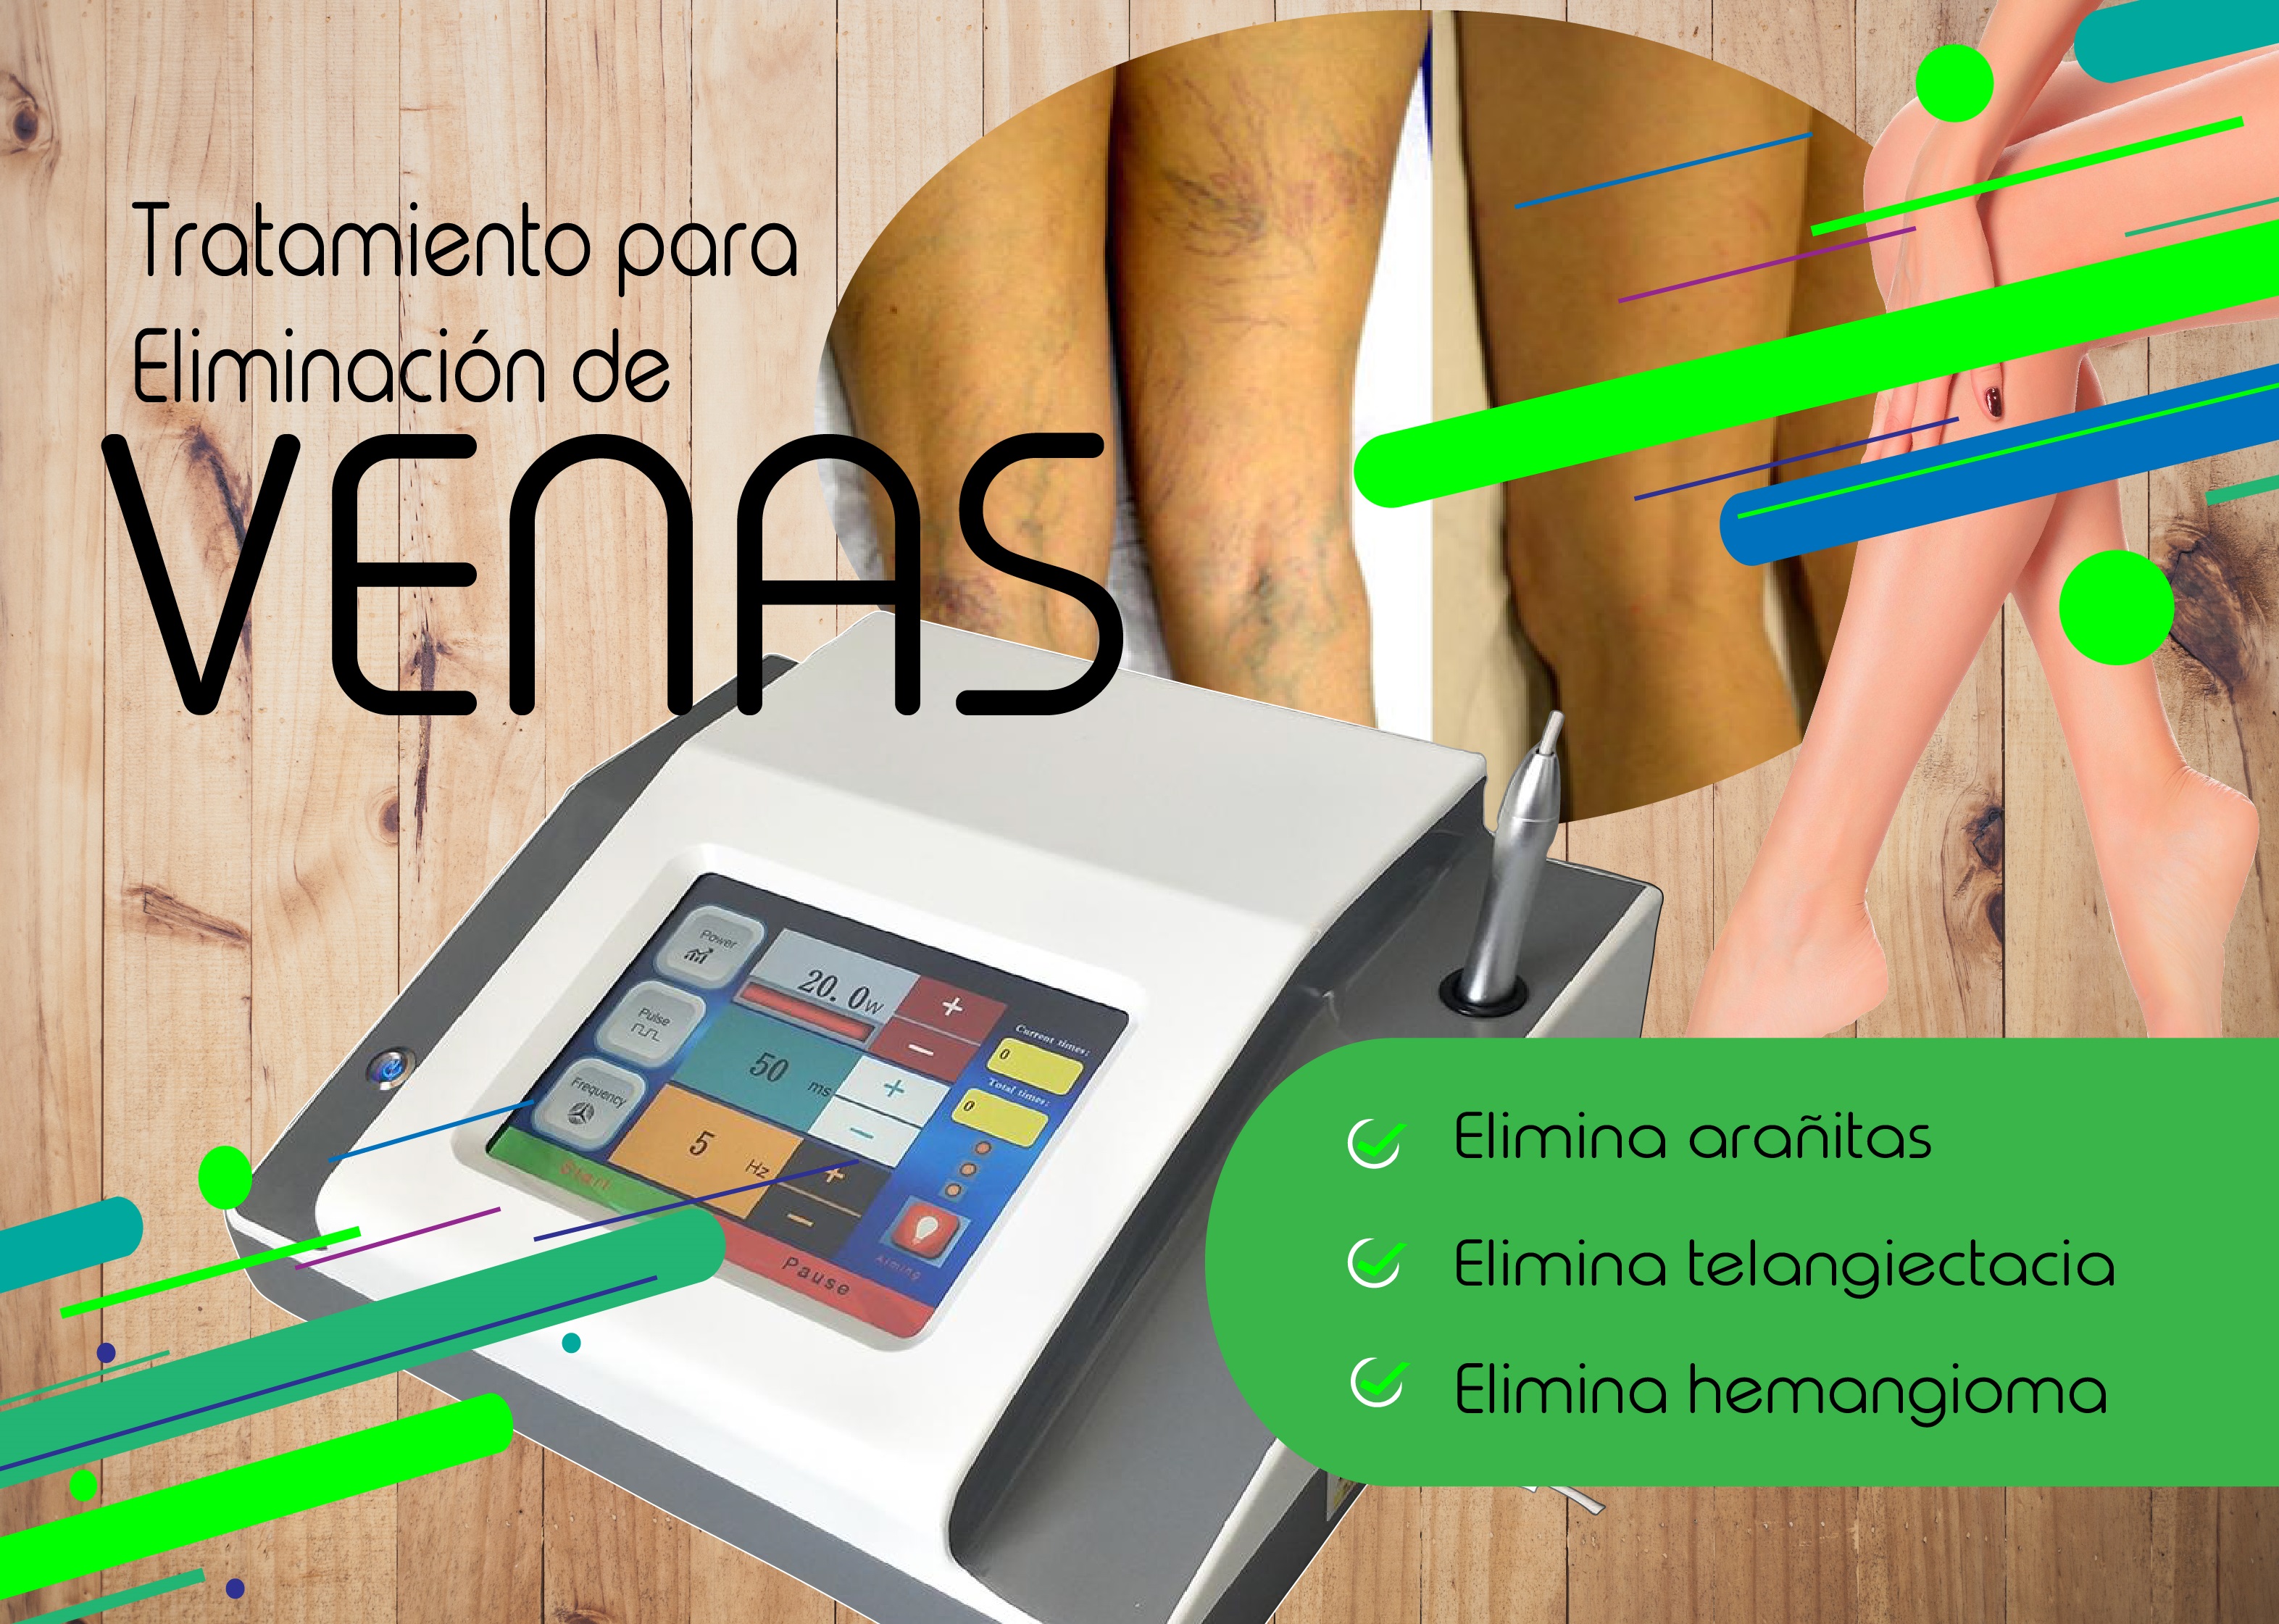 Tratamiento para
Eliminación de
VENAS
Power
20.0w
+
−
Pulse
50 ms
+
−
Frequency
5 Hz
+
−
Current times:
0
Total times:
0
Start
Pause
Aiming
Elimina arañitas
Elimina telangiectacia
Elimina hemangioma